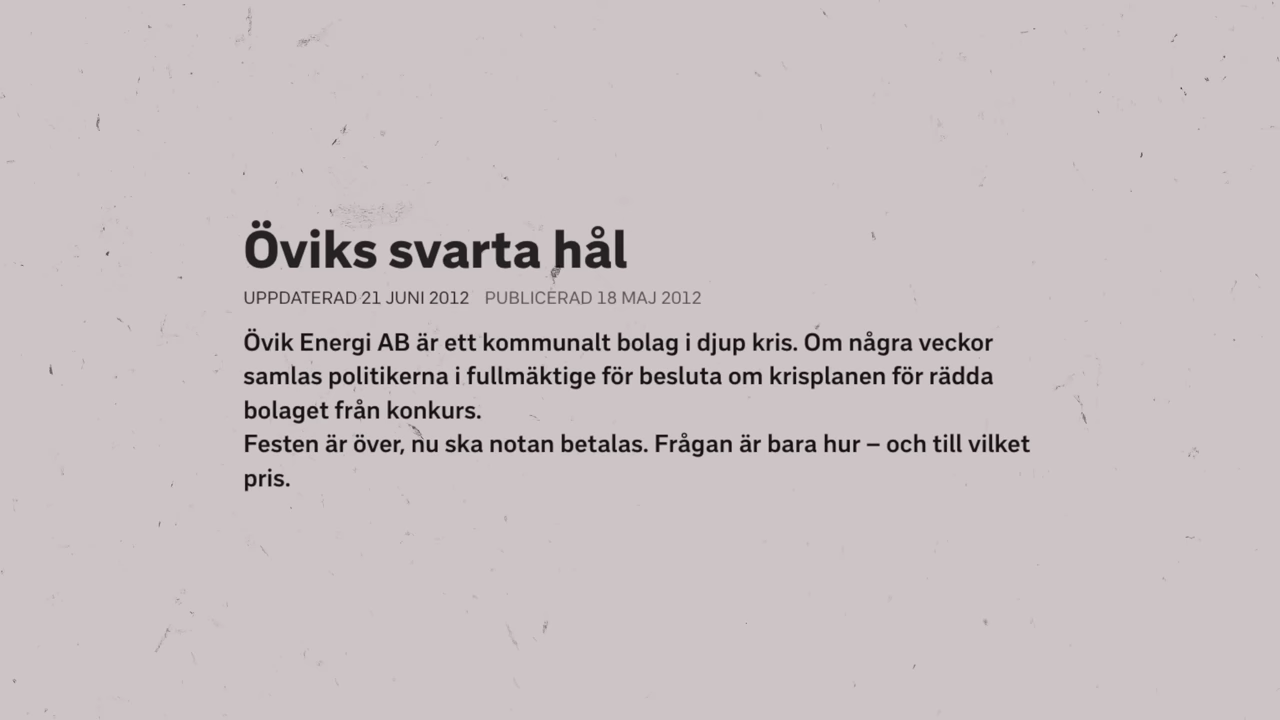 Öviks svarta hål
UPPDATERAD 21 JUNI 2012 PUBLICERAD 18 MAJ 2012
Övik Energi AB är ett kommunalt bolag i djup kris. Om några veckor
samlas politikerna i fullmäktige för besluta om krisplanen för rädda
bolaget från konkurs.
Festen är över, nu ska notan betalas. Frågan är bara hur – och till vilket
pris.